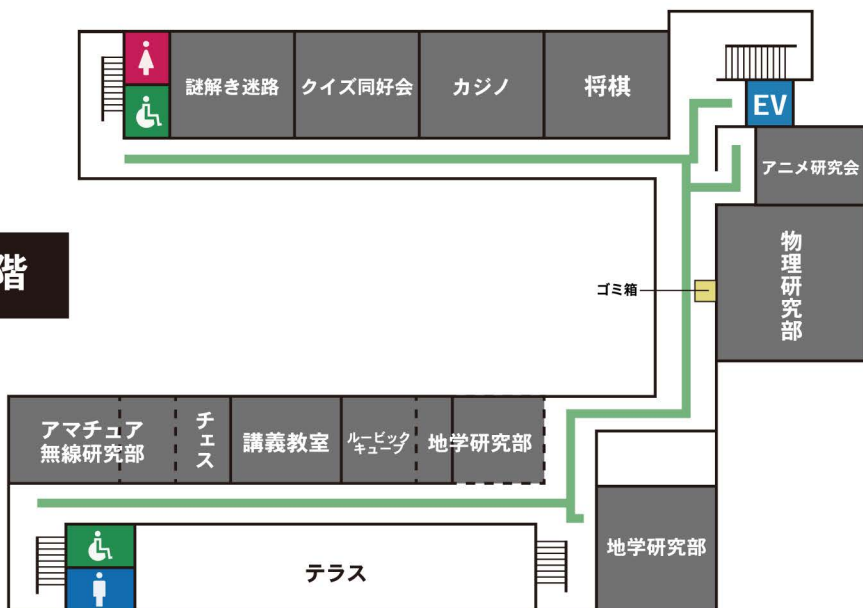 謎解き迷路
クイズ同好会
カジノ
将棋
EV
アニメ研究会
物理研究部
階
ゴミ箱
アマチュア
無線研究部
チェス
講義教室
ルービック
キューブ
地学研究部
地学研究部
テラス